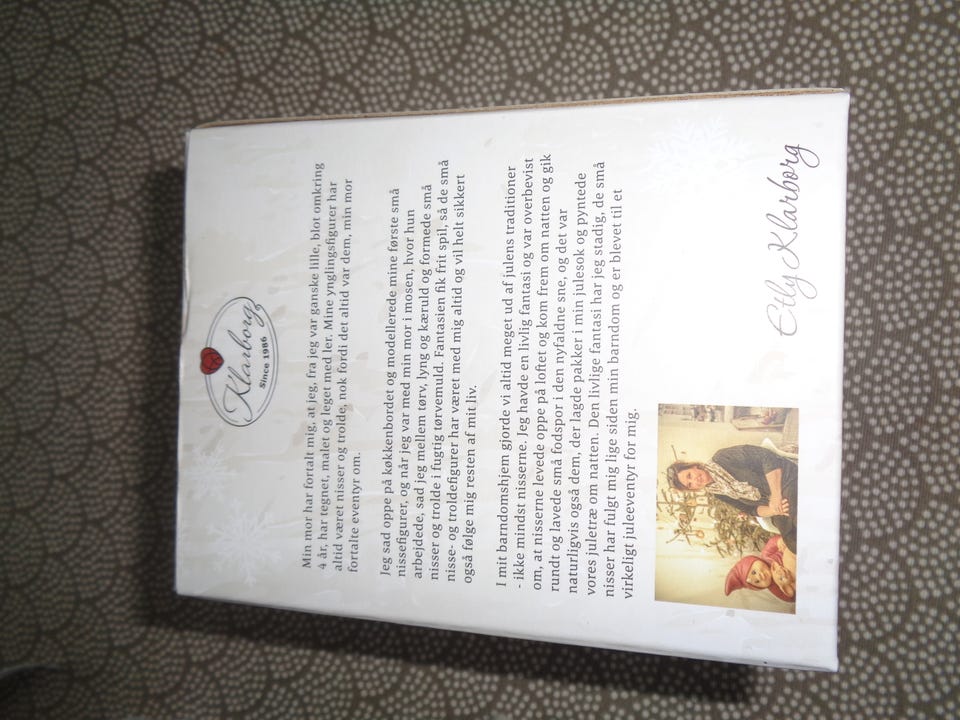 Klarborg
Since 1986
Min mor har fortalt mig, at jeg, fra jeg var ganske lille, blot omkring
4 år, har tegnet, malet og leget med ler. Mine ynglingsfigurer har
altid været nisser og trolde, nok fordi det altid var dem, min mor
fortalte eventyr om.
Jeg sad oppe på køkkenbordet og modellerede mine første små
nissefigurer, og når jeg var med min mor i mosen, hvor hun
arbejdede, sad jeg mellem tørv, lyng og kæruld og formede små
nisser og trolde i fugtig tørvemuld. Fantasien fik frit spil, så de små
nisse- og troldefigurer har været med mig altid og vil helt sikkert
også følge mig resten af mit liv.
I mit barndomshjem gjorde vi altid meget ud af julens traditioner
- ikke mindst nisserne. Jeg havde en livlig fantasi og var overbevist
om, at nisserne levede oppe på loftet og kom frem om natten og gik
rundt og lavede små fodspor i den nyfaldne sne, og det var
naturligvis også dem, der lagde pakker i min julesok og pyntede
vores juletræ om natten. Den livlige fantasi har jeg stadig, de små
nisser har fulgt mig lige siden min barndom og er blevet til et
virkeligt juleeventyr for mig.
Etly Klarborg